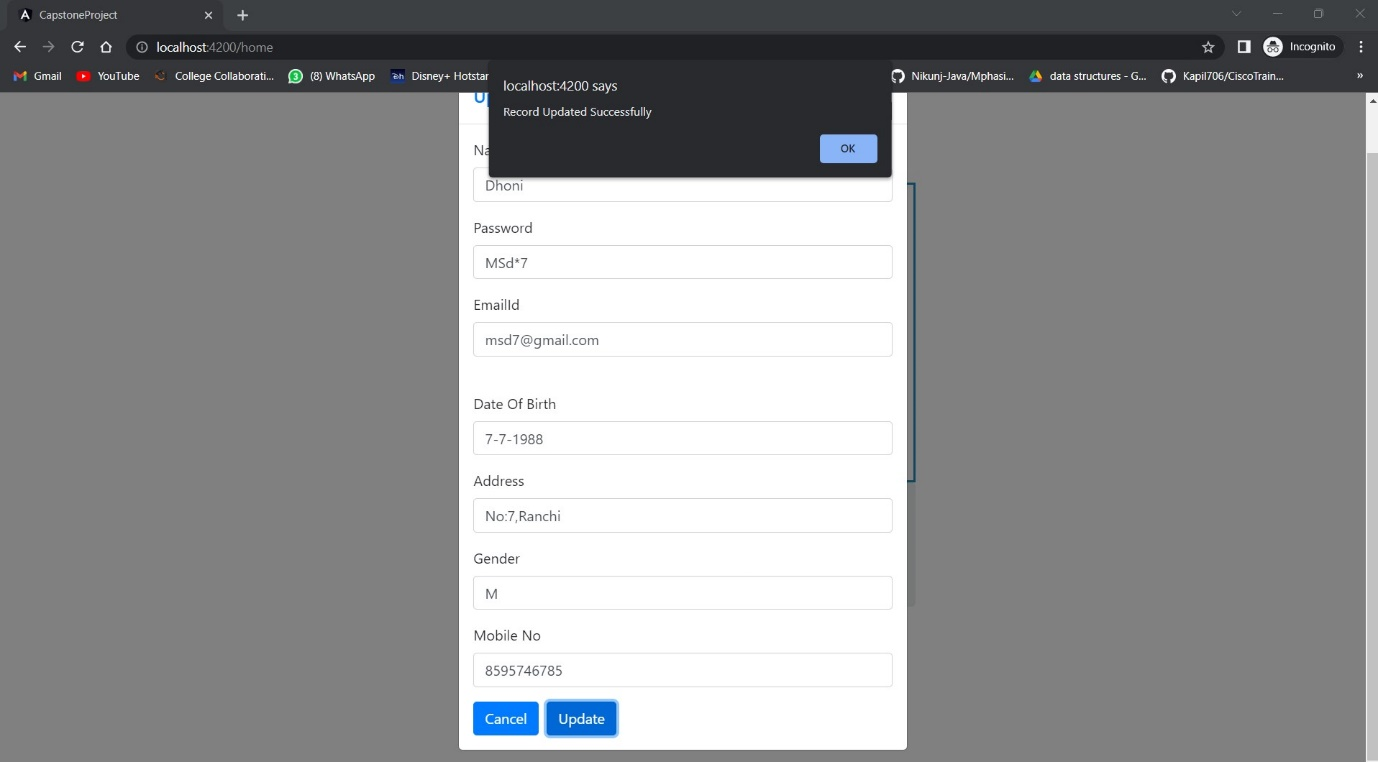 CapstoneProject
localhost:4200/home
Incognito
Gmail
YouTube
College Collaborati...
(8) WhatsApp
Disney+ Hotstar
Nikunj-Java/Mphasi...
data structures - G...
Kapil706/CiscoTrain...
»
localhost:4200 says
Record Updated Successfully
OK
Dhoni
Password
MSd*7
EmailId
msd7@gmail.com
Date Of Birth
7-7-1988
Address
No:7,Ranchi
Gender
M
Mobile No
8595746785
Cancel
Update